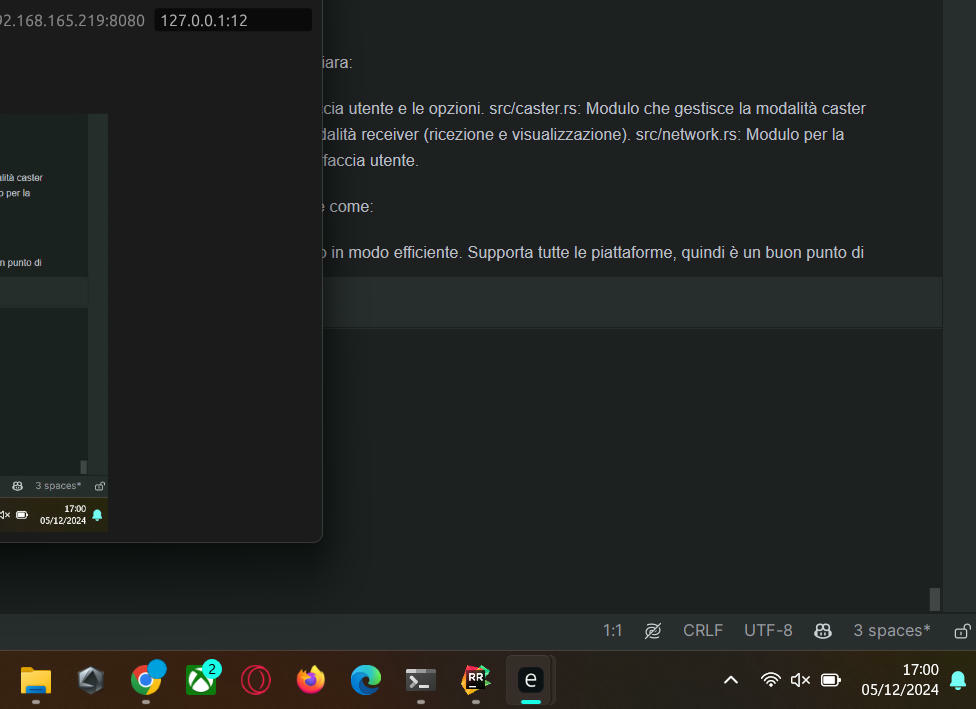 92.168.165.219:8080 127.0.0.1:12
iara:
cia utente e le opzioni. src/caster.rs: Modulo che gestisce la modalità caster
dalità receiver (ricezione e visualizzazione). src/network.rs: Modulo per la
faccia utente.
e come:
o in modo efficiente. Supporta tutte le piattaforme, quindi è un buon punto di
alità caster
o per la
n punto di
3 spaces*
17:00
05/12/2024
1:1 CRLF UTF-8 3 spaces*
2
RR
e
17:00
05/12/2024